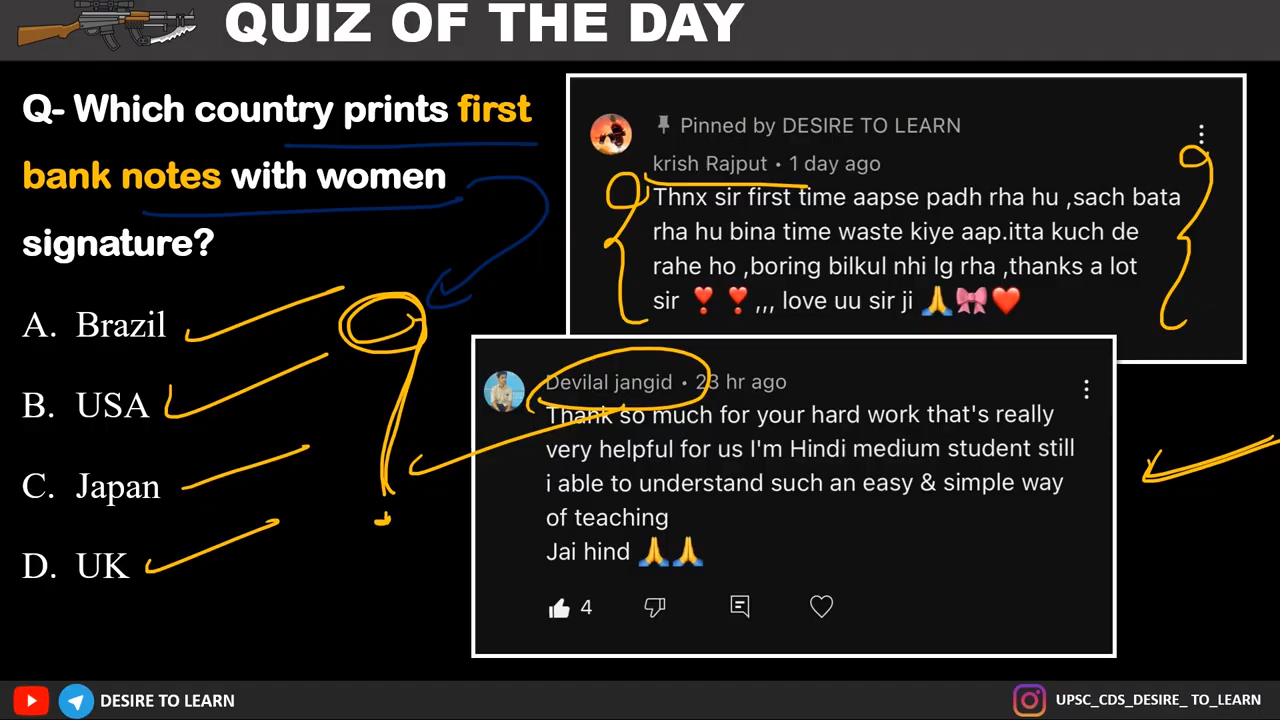 QUIZ OF THE DAY
Q- Which country prints first
bank notes with women
signature?
A. Brazil
B. USA
C. Japan
D. UK
Pinned by DESIRE TO LEARN
krish Rajput • 1 day ago
Thnx sir first time aapse padh rha hu ,sach bata
rha hu bina time waste kiye aap.itta kuch de
rahe ho ,boring bilkul nhi lg rha ,thanks a lot
sir ❣️ ❣️,,, love uu sir ji 🙏🎀❤️
Devilal jangid • 23 hr ago
Thank so much for your hard work that's really
very helpful for us I'm Hindi medium student still
i able to understand such an easy & simple way
of teaching
Jai hind 🙏🙏
4
DESIRE TO LEARN
UPSC_CDS_DESIRE_ TO_LEARN